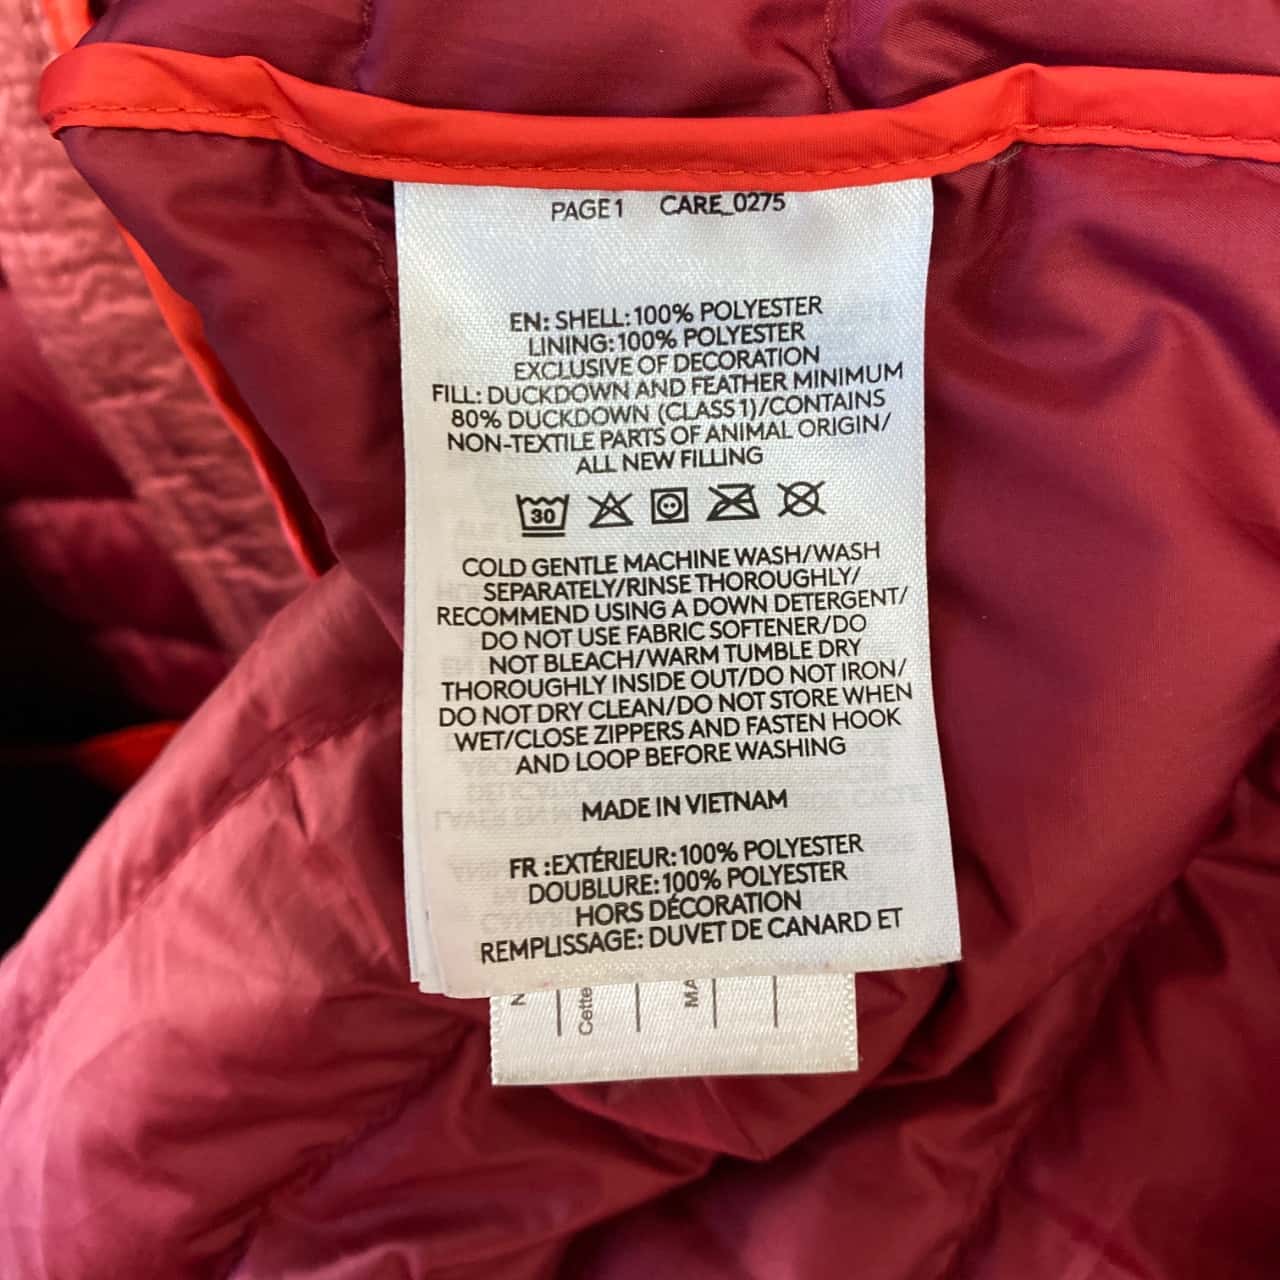 PAGE 1 CARE_0275
EN: SHELL: 100% POLYESTER
LINING: 100% POLYESTER
EXCLUSIVE OF DECORATION
FILL: DUCKDOWN AND FEATHER MINIMUM
80% DUCKDOWN (CLASS 1)/CONTAINS
NON-TEXTILE PARTS OF ANIMAL ORIGIN/
ALL NEW FILLING
30
COLD GENTLE MACHINE WASH/WASH
SEPARATELY/RINSE THOROUGHLY/
RECOMMEND USING A DOWN DETERGENT/
DO NOT USE FABRIC SOFTENER/DO
NOT BLEACH/WARM TUMBLE DRY
THOROUGHLY INSIDE OUT/DO NOT IRON/
DO NOT DRY CLEAN/DO NOT STORE WHEN
WET/CLOSE ZIPPERS AND FASTEN HOOK
AND LOOP BEFORE WASHING
MADE IN VIETNAM
FR :EXTÉRIEUR: 100% POLYESTER
DOUBLURE: 100% POLYESTER
HORS DÉCORATION
REMPLISSAGE: DUVET DE CANARD ET
Cette